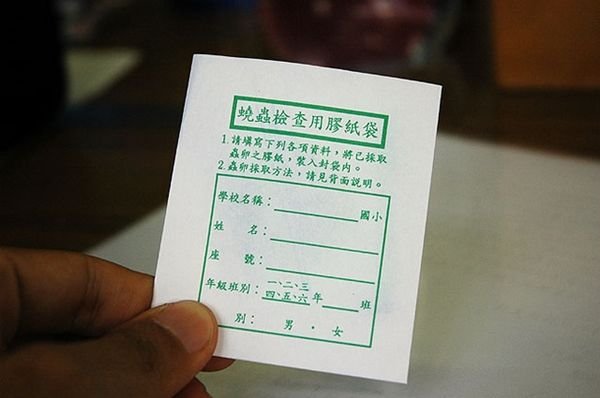 蟯蟲檢查用膠紙袋
1.請填寫下列各項資料，將已採取
蟲卵之膠紙，裝入封袋內。
2.蟲卵採取方法，請見背面說明。
學校名稱：國小
姓名：
座號：
年級班別：一、二、三
四、五、六年班
別：男・女